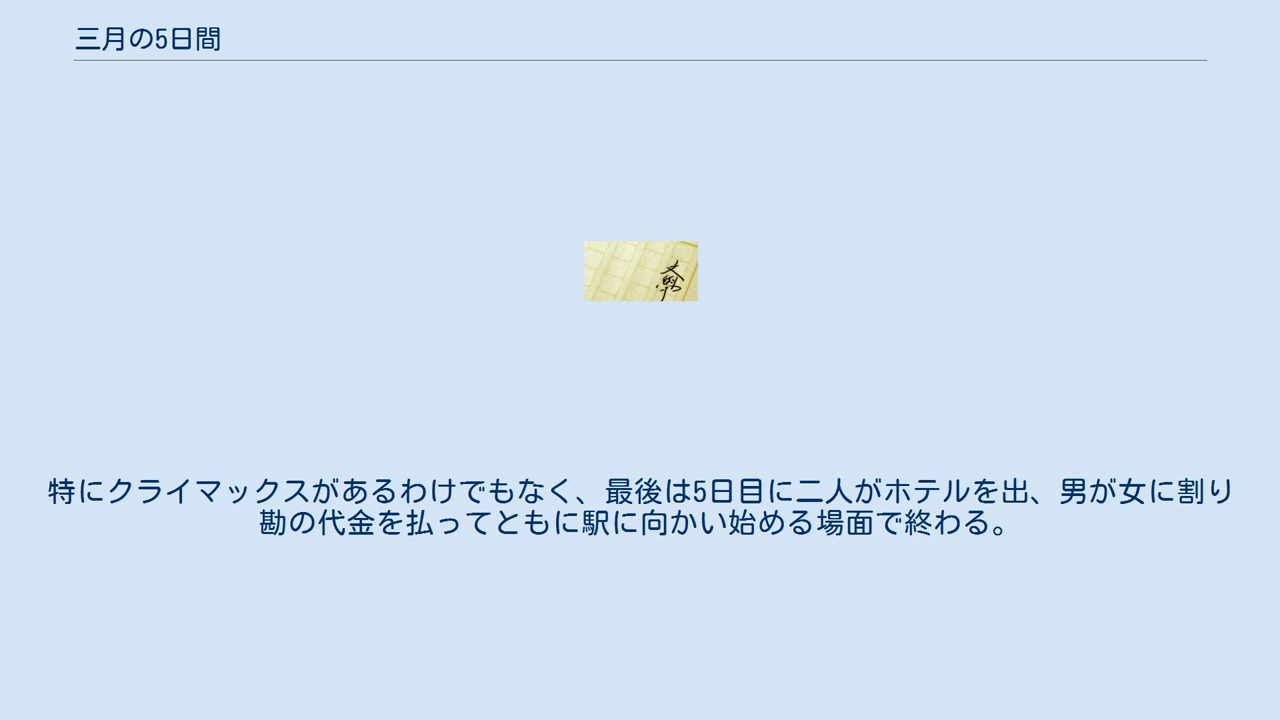 三月の5日間
特にクライマックスがあるわけでもなく、最後は5日目に二人がホテルを出、男が女に割り
勘の代金を払ってともに駅に向かい始める場面で終わる。